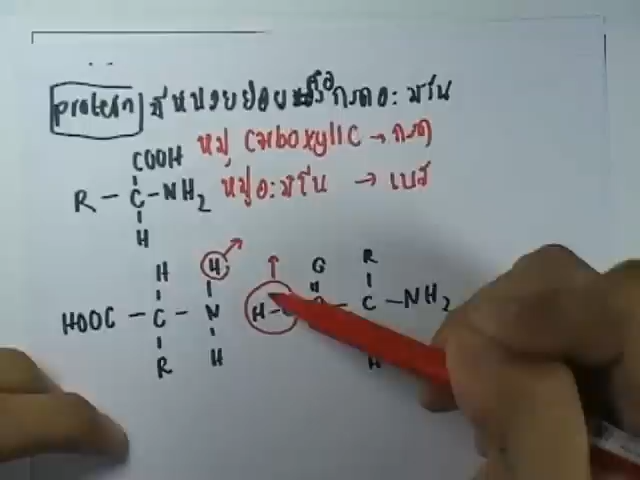 protein มีหน่วยย่อยคือกรดอะมิโน
COOH หมู่ carboxylic → กรด
R – C – NH2 หมู่อะมิโน → เบส
H
H H O R
HOOC – C – N H – C – C – NH2
R H H